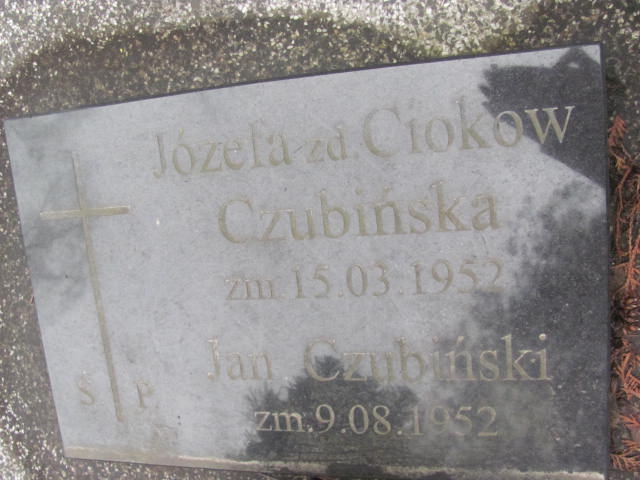 Józefa zd. Ciokow
Czubińska
zm.15.03.1952
Jan Czubiński
zm.9.08.1952
Ś P